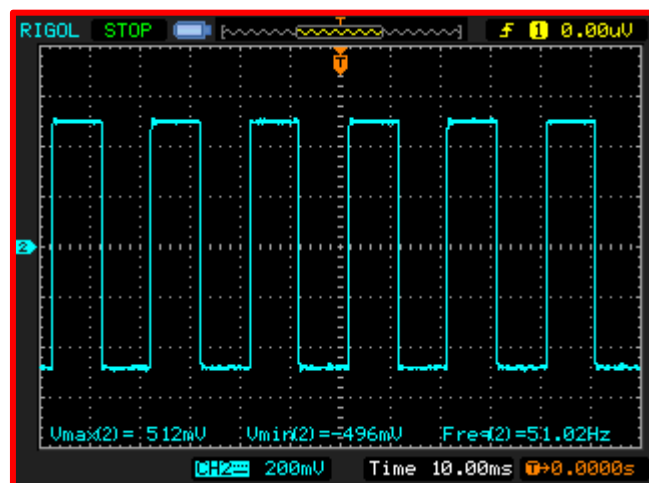 RIGOL STOP T f 1 0.00uV
T
2
Vmax(2)= 512mV Vmin(2)=-496mV Freq(2)=51.02Hz
CH2 200mV Time 10.00ms T→0.0000s